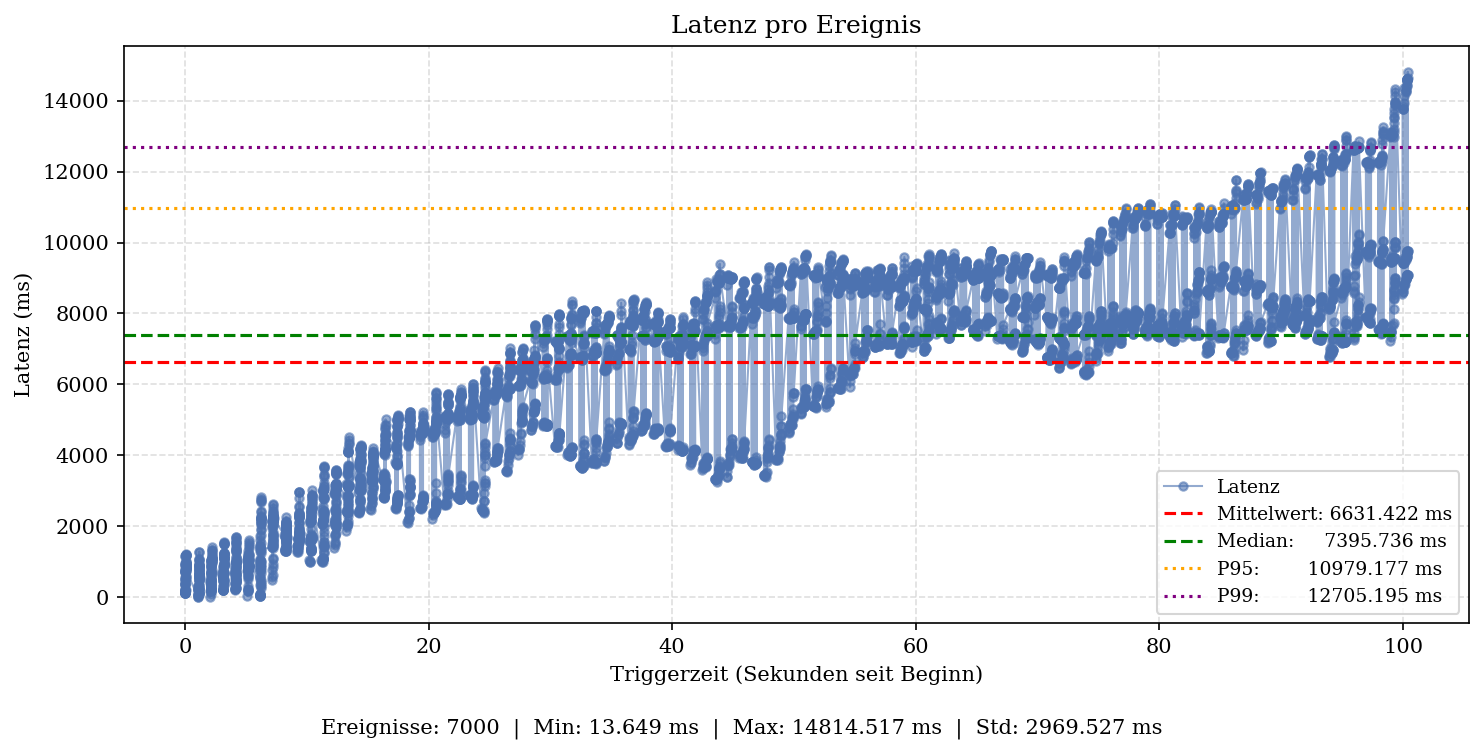 Latenz pro Ereignis
Latenz (ms)
14000
12000
10000
8000
6000
4000
2000
0
Latenz
Mittelwert: 6631.422 ms
Median: 7395.736 ms
P95: 10979.177 ms
P99: 12705.195 ms
0 20 40 60 80 100
Triggerzeit (Sekunden seit Beginn)
Ereignisse: 7000 | Min: 13.649 ms | Max: 14814.517 ms | Std: 2969.527 ms